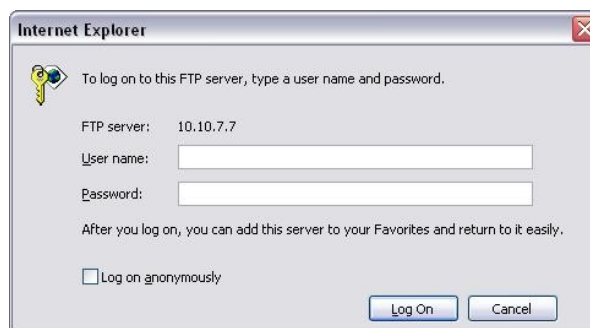 Internet Explorer
To log on to this FTP server, type a user name and password.
FTP server: 10.10.7.7
User name:
Password:
After you log on, you can add this server to your Favorites and return to it easily.
Log on anonymously
Log On Cancel